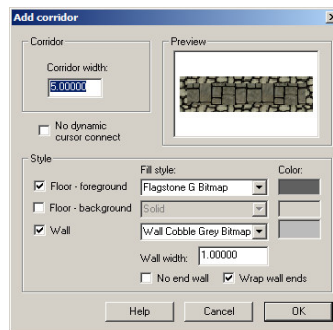 Add corridor
Corridor
Preview
Corridor width:
5.00000
No dynamic
cursor connect
Style
Fill style:
Color:
Floor - foreground
Flagstone G Bitmap
Floor - background
Solid
Wall
Wall Cobble Grey Bitmap
Wall width:
1.00000
No end wall
Wrap wall ends
Help
Cancel
OK